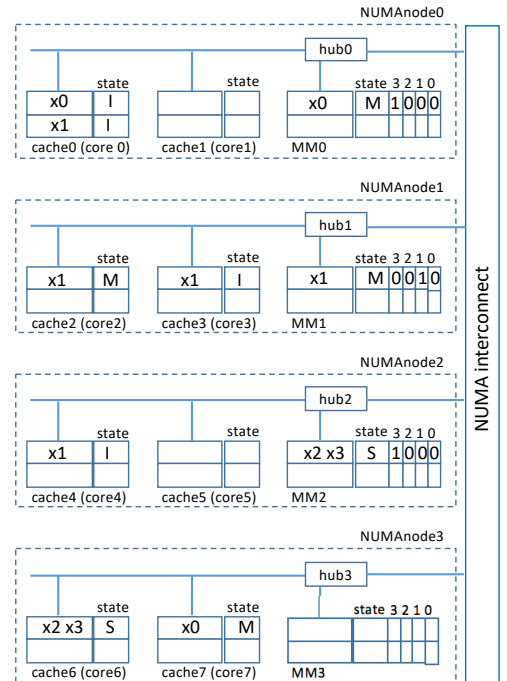 NUMAnode0
hub0
state state state 3 2 1 0
x0 I x0 M 1 0 0 0
x1 I
cache0 (core 0) cache1 (core1) MM0
NUMAnode1
hub1
state state state 3 2 1 0
x1 M x1 I x1 M 0 0 1 0
cache2 (core2) cache3 (core3) MM1
NUMAnode2
hub2
state state state 3 2 1 0
x1 I x2 x3 S 1 0 0 0
cache4 (core4) cache5 (core5) MM2
NUMAnode3
hub3
state state state 3 2 1 0
x2 x3 S x0 M
cache6 (core6) cache7 (core7) MM3
NUMA interconnect